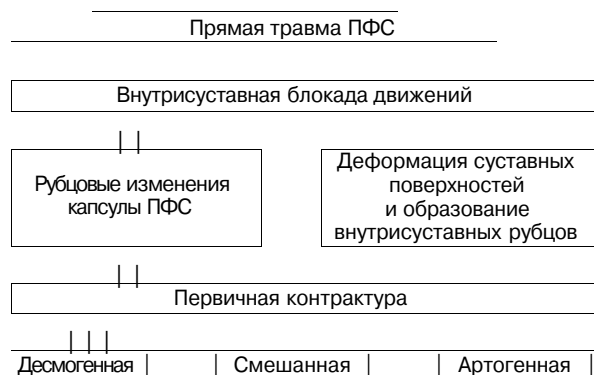 Прямая травма ПФС
Внутрисуставная блокада движений
Рубцовые изменения
капсулы ПФС
Деформация суставных
поверхностей
и образование
внутрисуставных рубцов
Первичная контрактура
Десмогенная
Смешанная
Артогенная